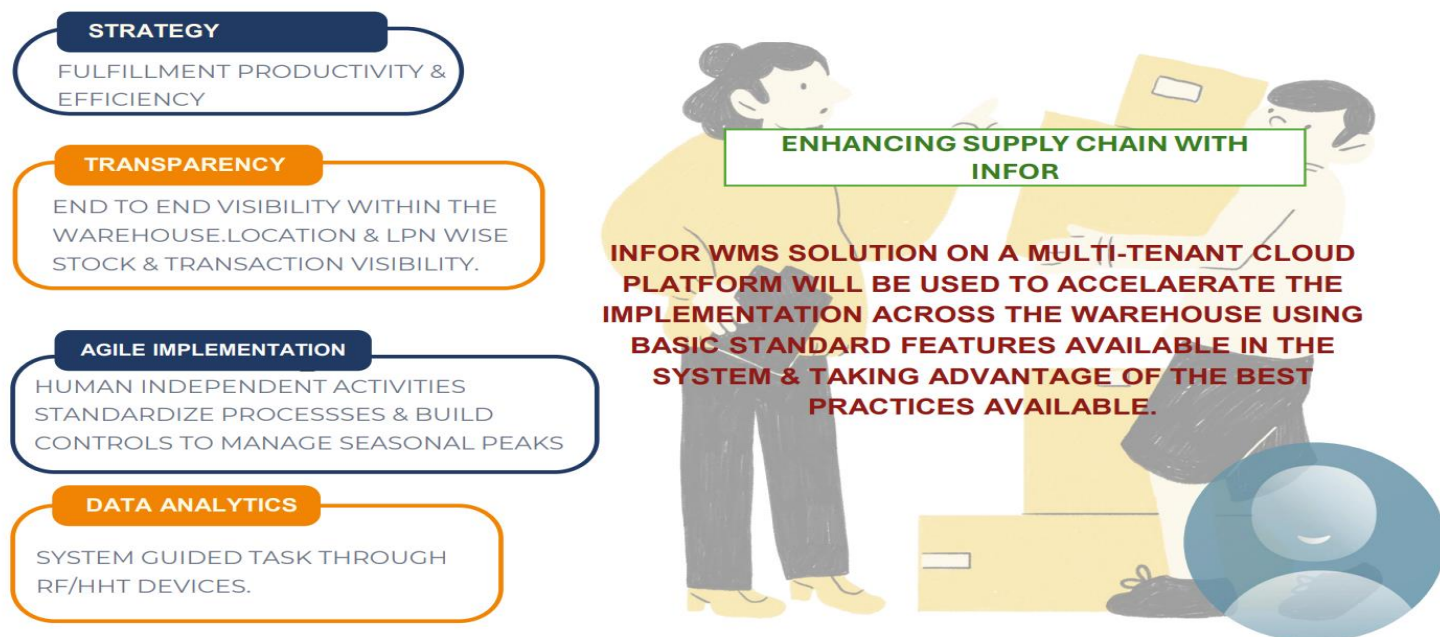 STRATEGY
FULFILLMENT PRODUCTIVITY &
EFFICIENCY
TRANSPARENCY
END TO END VISIBILITY WITHIN THE
WAREHOUSE.LOCATION & LPN WISE
STOCK & TRANSACTION VISIBILITY.
AGILE IMPLEMENTATION
HUMAN INDEPENDENT ACTIVITIES
STANDARDIZE PROCESSSES & BUILD
CONTROLS TO MANAGE SEASONAL PEAKS
DATA ANALYTICS
SYSTEM GUIDED TASK THROUGH
RF/HHT DEVICES.
ENHANCING SUPPLY CHAIN WITH
INFOR
INFOR WMS SOLUTION ON A MULTI-TENANT CLOUD
PLATFORM WILL BE USED TO ACCELAERATE THE
IMPLEMENTATION ACROSS THE WAREHOUSE USING
BASIC STANDARD FEATURES AVAILABLE IN THE
SYSTEM & TAKING ADVANTAGE OF THE BEST
PRACTICES AVAILABLE.